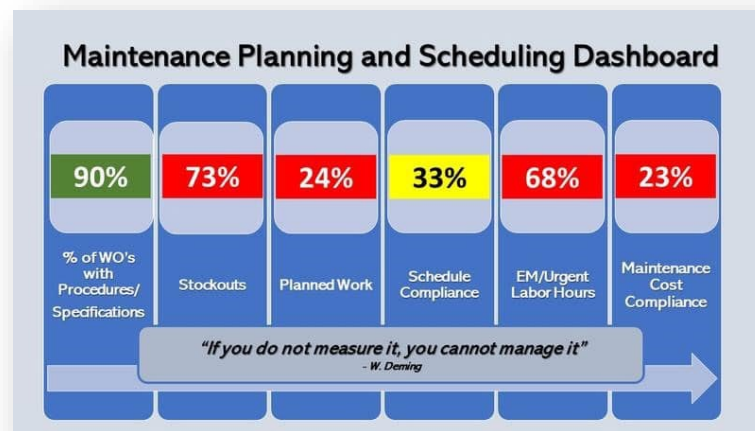 Maintenance Planning and Scheduling Dashboard
90%
73%
24%
33%
68%
23%
% of WO's
with
Procedures/
Specifications
Stockouts
Planned Work
Schedule
Compliance
EM/Urgent
Labor Hours
Maintenance
Cost
Compliance
"If you do not measure it, you cannot manage it"
- W. Deming